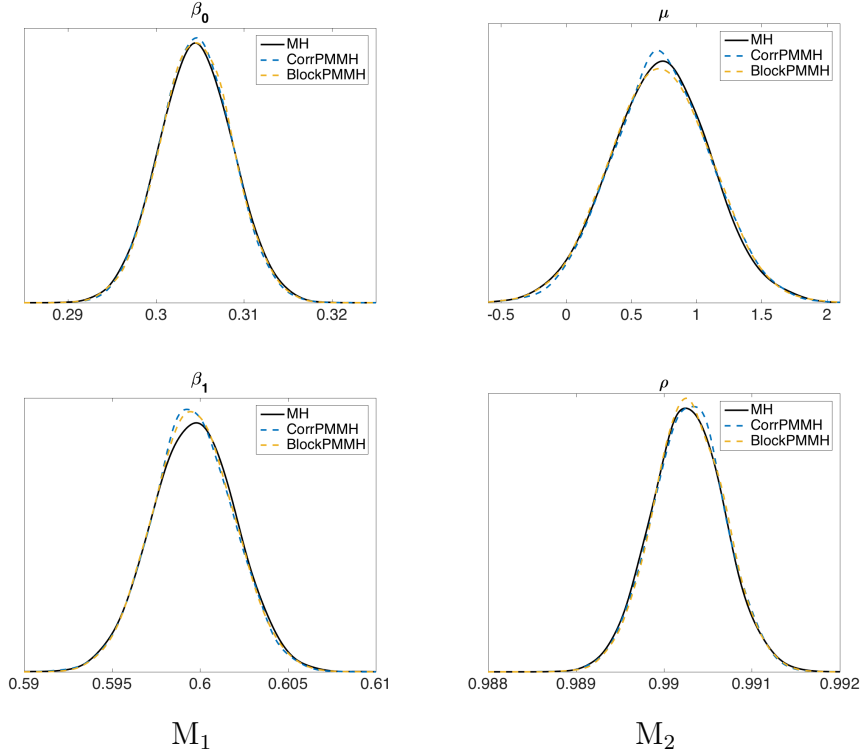 β₀
MH
CorrPMMH
BlockPMMH
0.29 0.3 0.31 0.32
μ
MH
CorrPMMH
BlockPMMH
-0.5 0 0.5 1 1.5 2
β₁
MH
CorrPMMH
BlockPMMH
0.59 0.595 0.6 0.605 0.61
ρ
MH
CorrPMMH
BlockPMMH
0.988 0.989 0.99 0.991 0.992
M₁ M₂